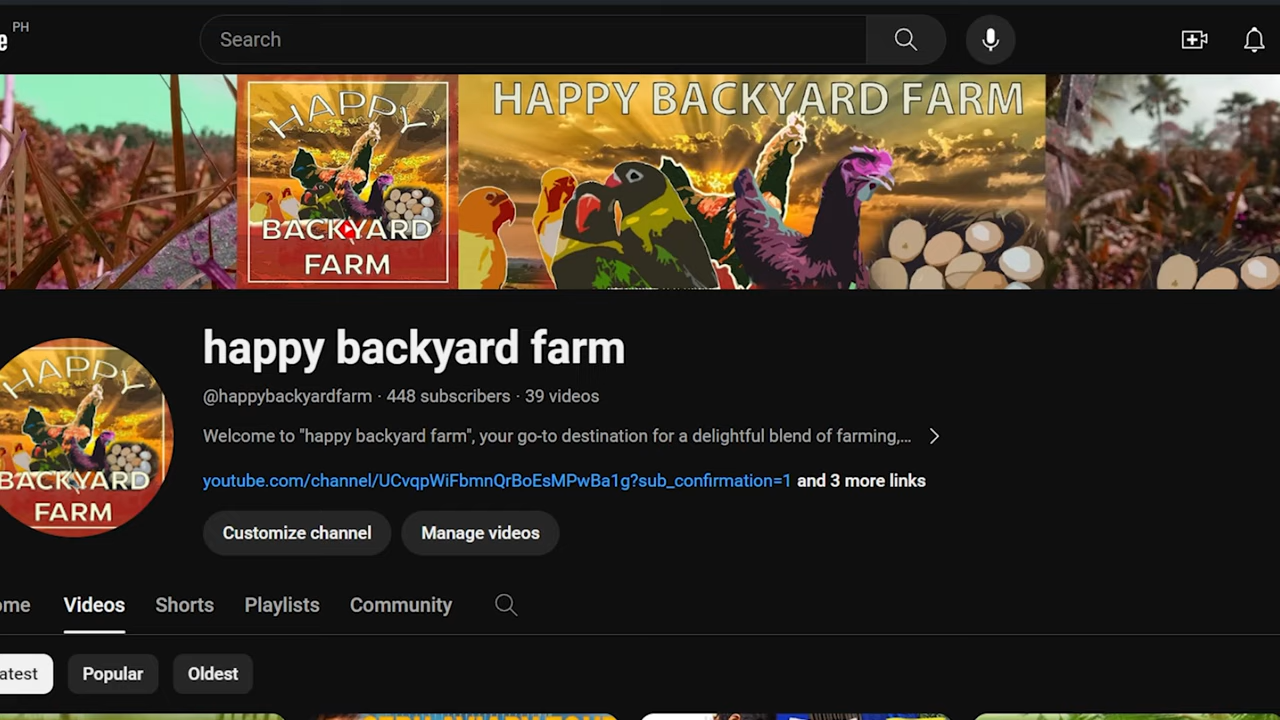 PH
e
Search
HAPPY
BACKYARD
FARM
HAPPY BACKYARD FARM
HAPPY
BACKYARD
FARM
happy backyard farm
@happybackyardfarm · 448 subscribers · 39 videos
Welcome to "happy backyard farm", your go-to destination for a delightful blend of farming,...
youtube.com/channel/UCvqpWiFbmnQrBoEsMPwBa1g?sub_confirmation=1 and 3 more links
Customize channel Manage videos
ome Videos Shorts Playlists Community
atest Popular Oldest